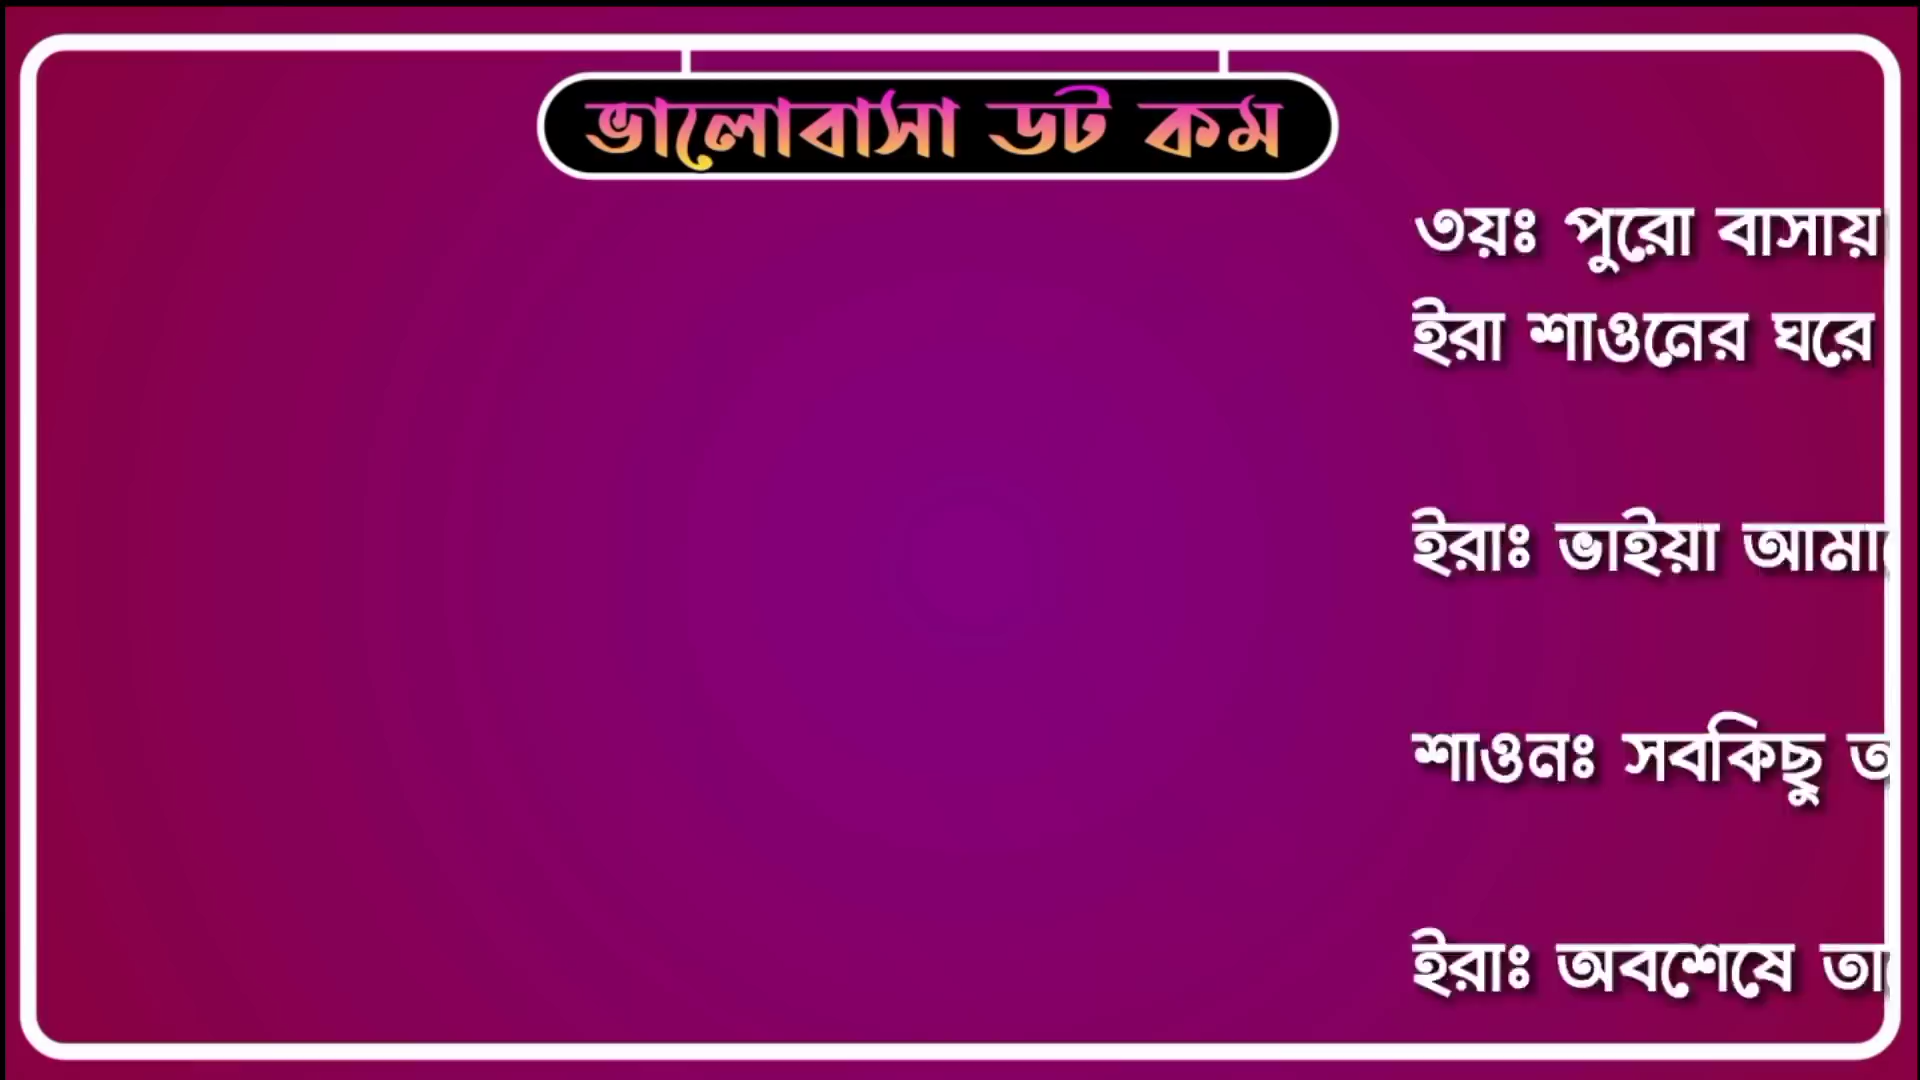 ভালোবাসা ডট কম
৩য়ঃ পুরো বাসায়
ইরা শাওনের ঘরে
ইরাঃ ভাইয়া
শাওনঃ সবকিছু
ইরাঃ অবশেষে